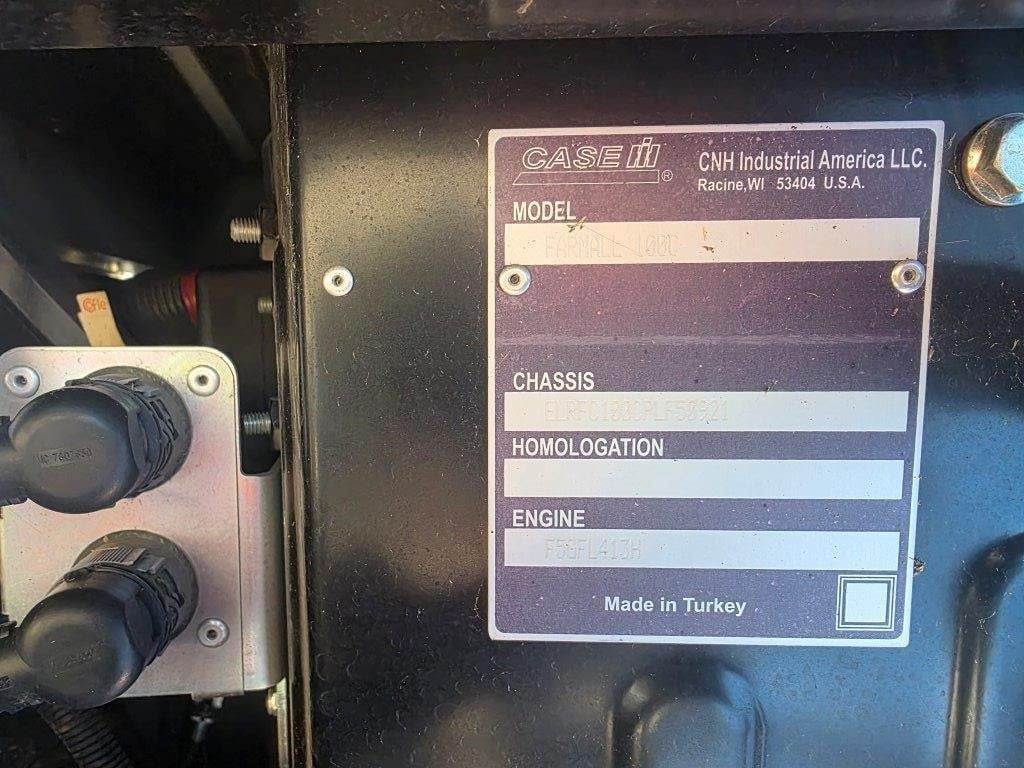 CASE IH ®
CNH Industrial America LLC.
Racine, WI 53404 U.S.A.
MODEL
FARMALL 100C
CHASSIS
HOMOLOGATION
ENGINE
F5GFL413H
Made in Turkey